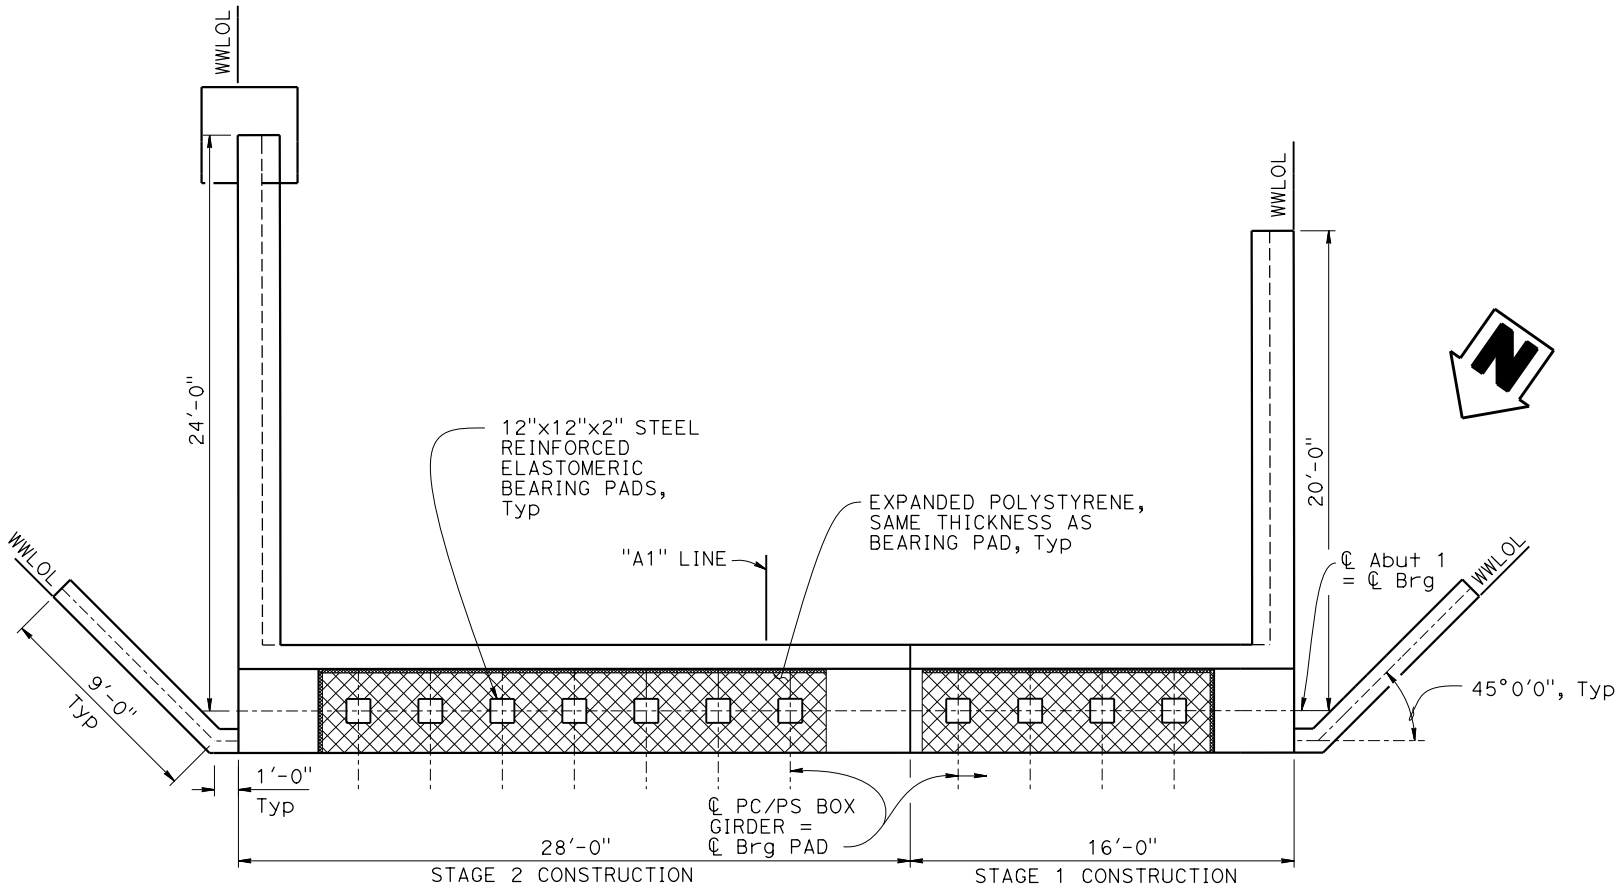 WWLOL
WWLOL
24'-0"
12"x12"x2" STEEL
REINFORCED
ELASTOMERIC
BEARING PADS,
Typ
EXPANDED POLYSTYRENE,
SAME THICKNESS AS
BEARING PAD, Typ
"A1" LINE
N
20'-0"
WWLOL
WWLOL
℄ Abut 1
= ℄ Brg
9'-0"
Typ
45°0'0", Typ
1'-0"
Typ
℄ PC/PS BOX
GIRDER =
℄ Brg PAD
28'-0"
STAGE 2 CONSTRUCTION
16'-0"
STAGE 1 CONSTRUCTION